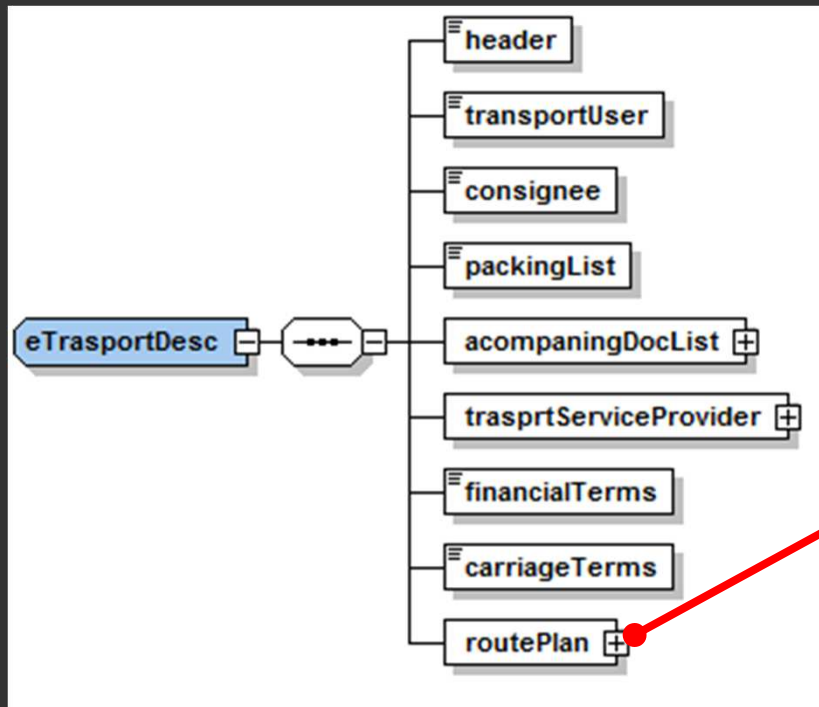 header
transportUser
consignee
packingList
eTrasportDesc
acompaningDocList
trasprtServiceProvider
financialTerms
carriageTerms
routePlan